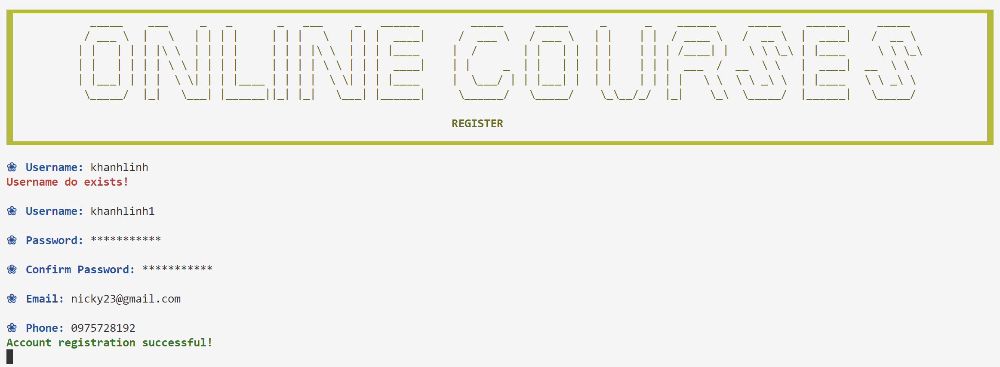 ONLINE COURSES
REGISTER
❀ Username: khanhlinh
Username do exists!
❀ Username: khanhlinh1
❀ Password: ***********
❀ Confirm Password: ***********
❀ Email: nicky23@gmail.com
❀ Phone: 0975728192
Account registration successful!